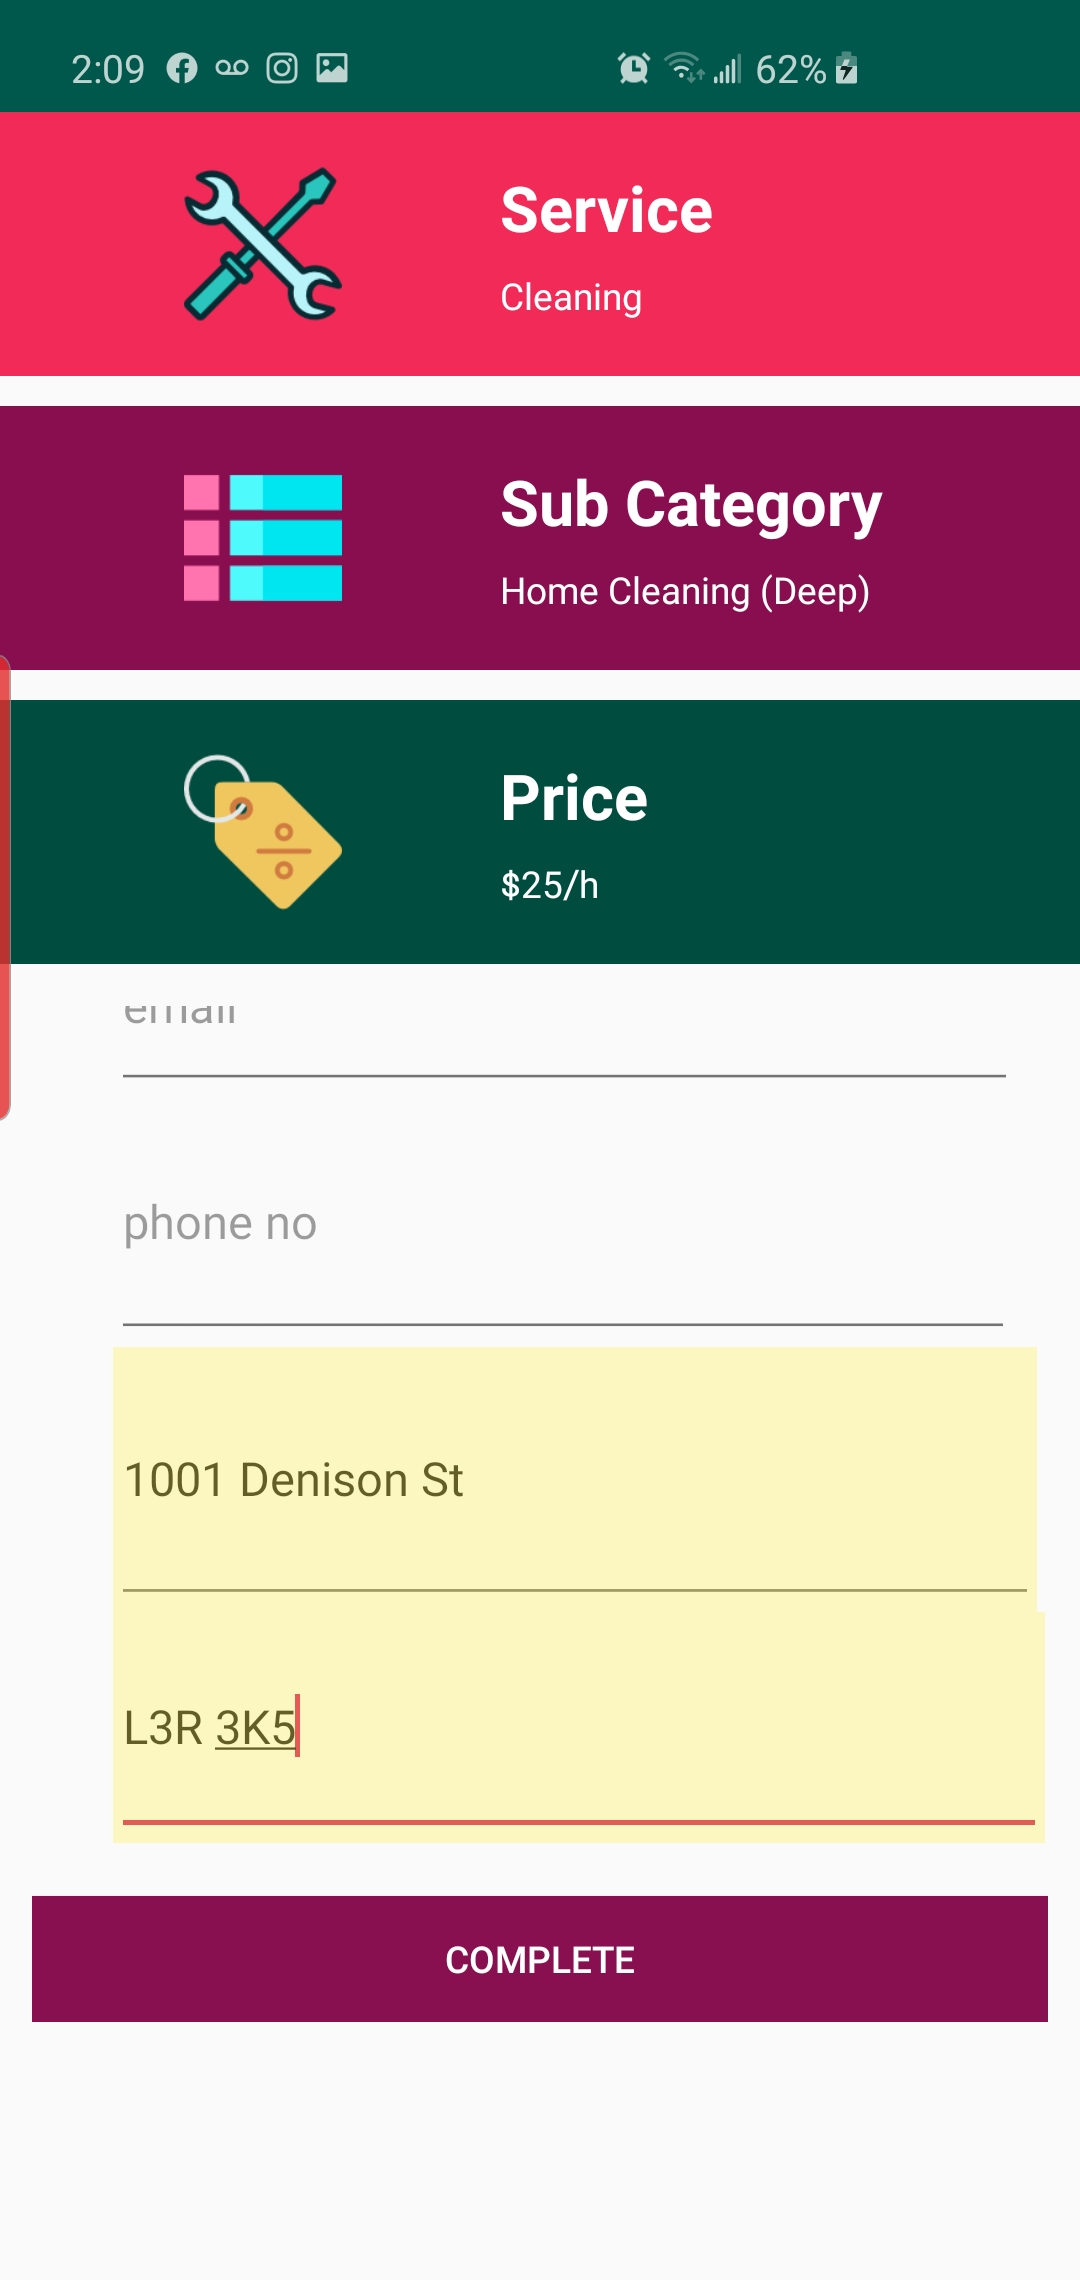 2:09 62%
Service
Cleaning
Sub Category
Home Cleaning (Deep)
Price
$25/h
email
phone no
1001 Denison St
L3R 3K5
COMPLETE